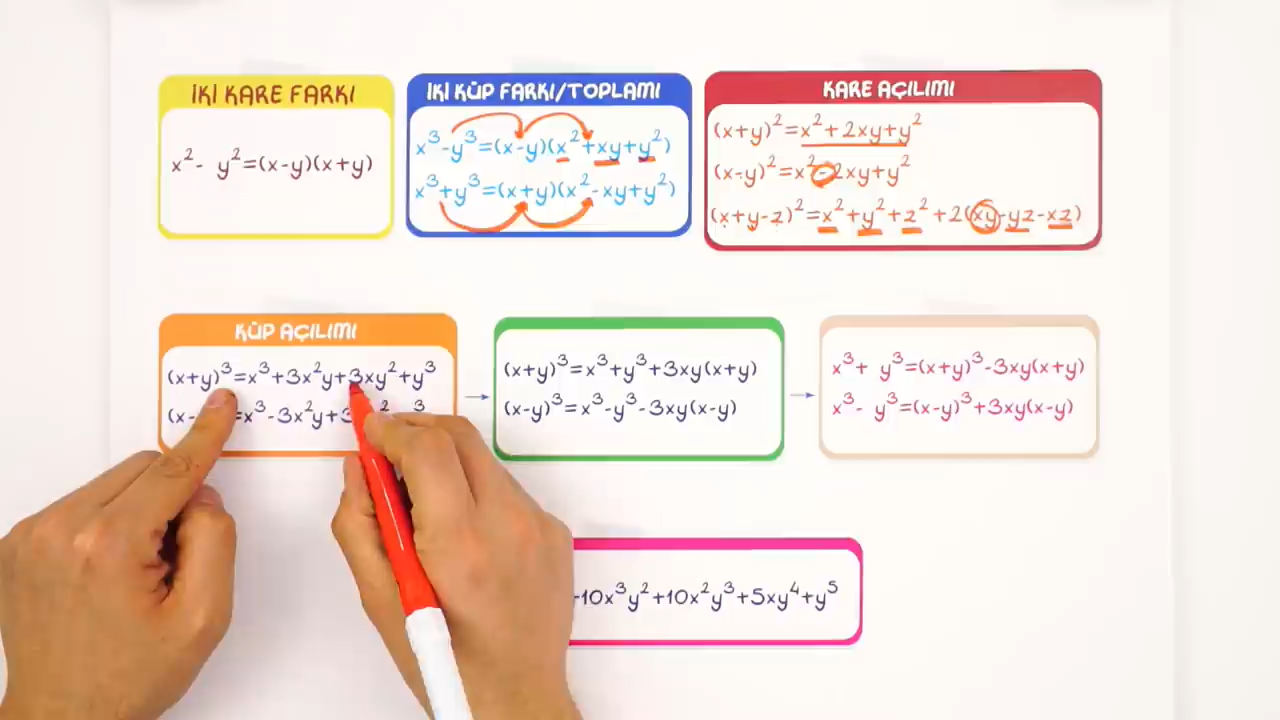 İKİ KARE FARKI
x²- y²=(x-y)(x+y)
İKİ KÜP FARKI/TOPLAMI
x³-y³=(x-y)(x²+xy+y²)
x³+y³=(x+y)(x²-xy+y²)
KARE AÇILIMI
(x+y)²=x²+2xy+y²
(x-y)²=x²-2xy+y²
(x+y-z)²=x²+y²+z²+2(xy-yz-xz)
KÜP AÇILIMI
(x+y)³=x³+3x²y+3xy²+y³
(x- =x³-3x²y+3 ² ³
(x+y)³=x³+y³+3xy(x+y)
(x-y)³=x³-y³-3xy(x-y)
x³+ y³=(x+y)³-3xy(x+y)
x³- y³=(x-y)³+3xy(x-y)
10x³y²+10x²y³+5xy⁴+y⁵